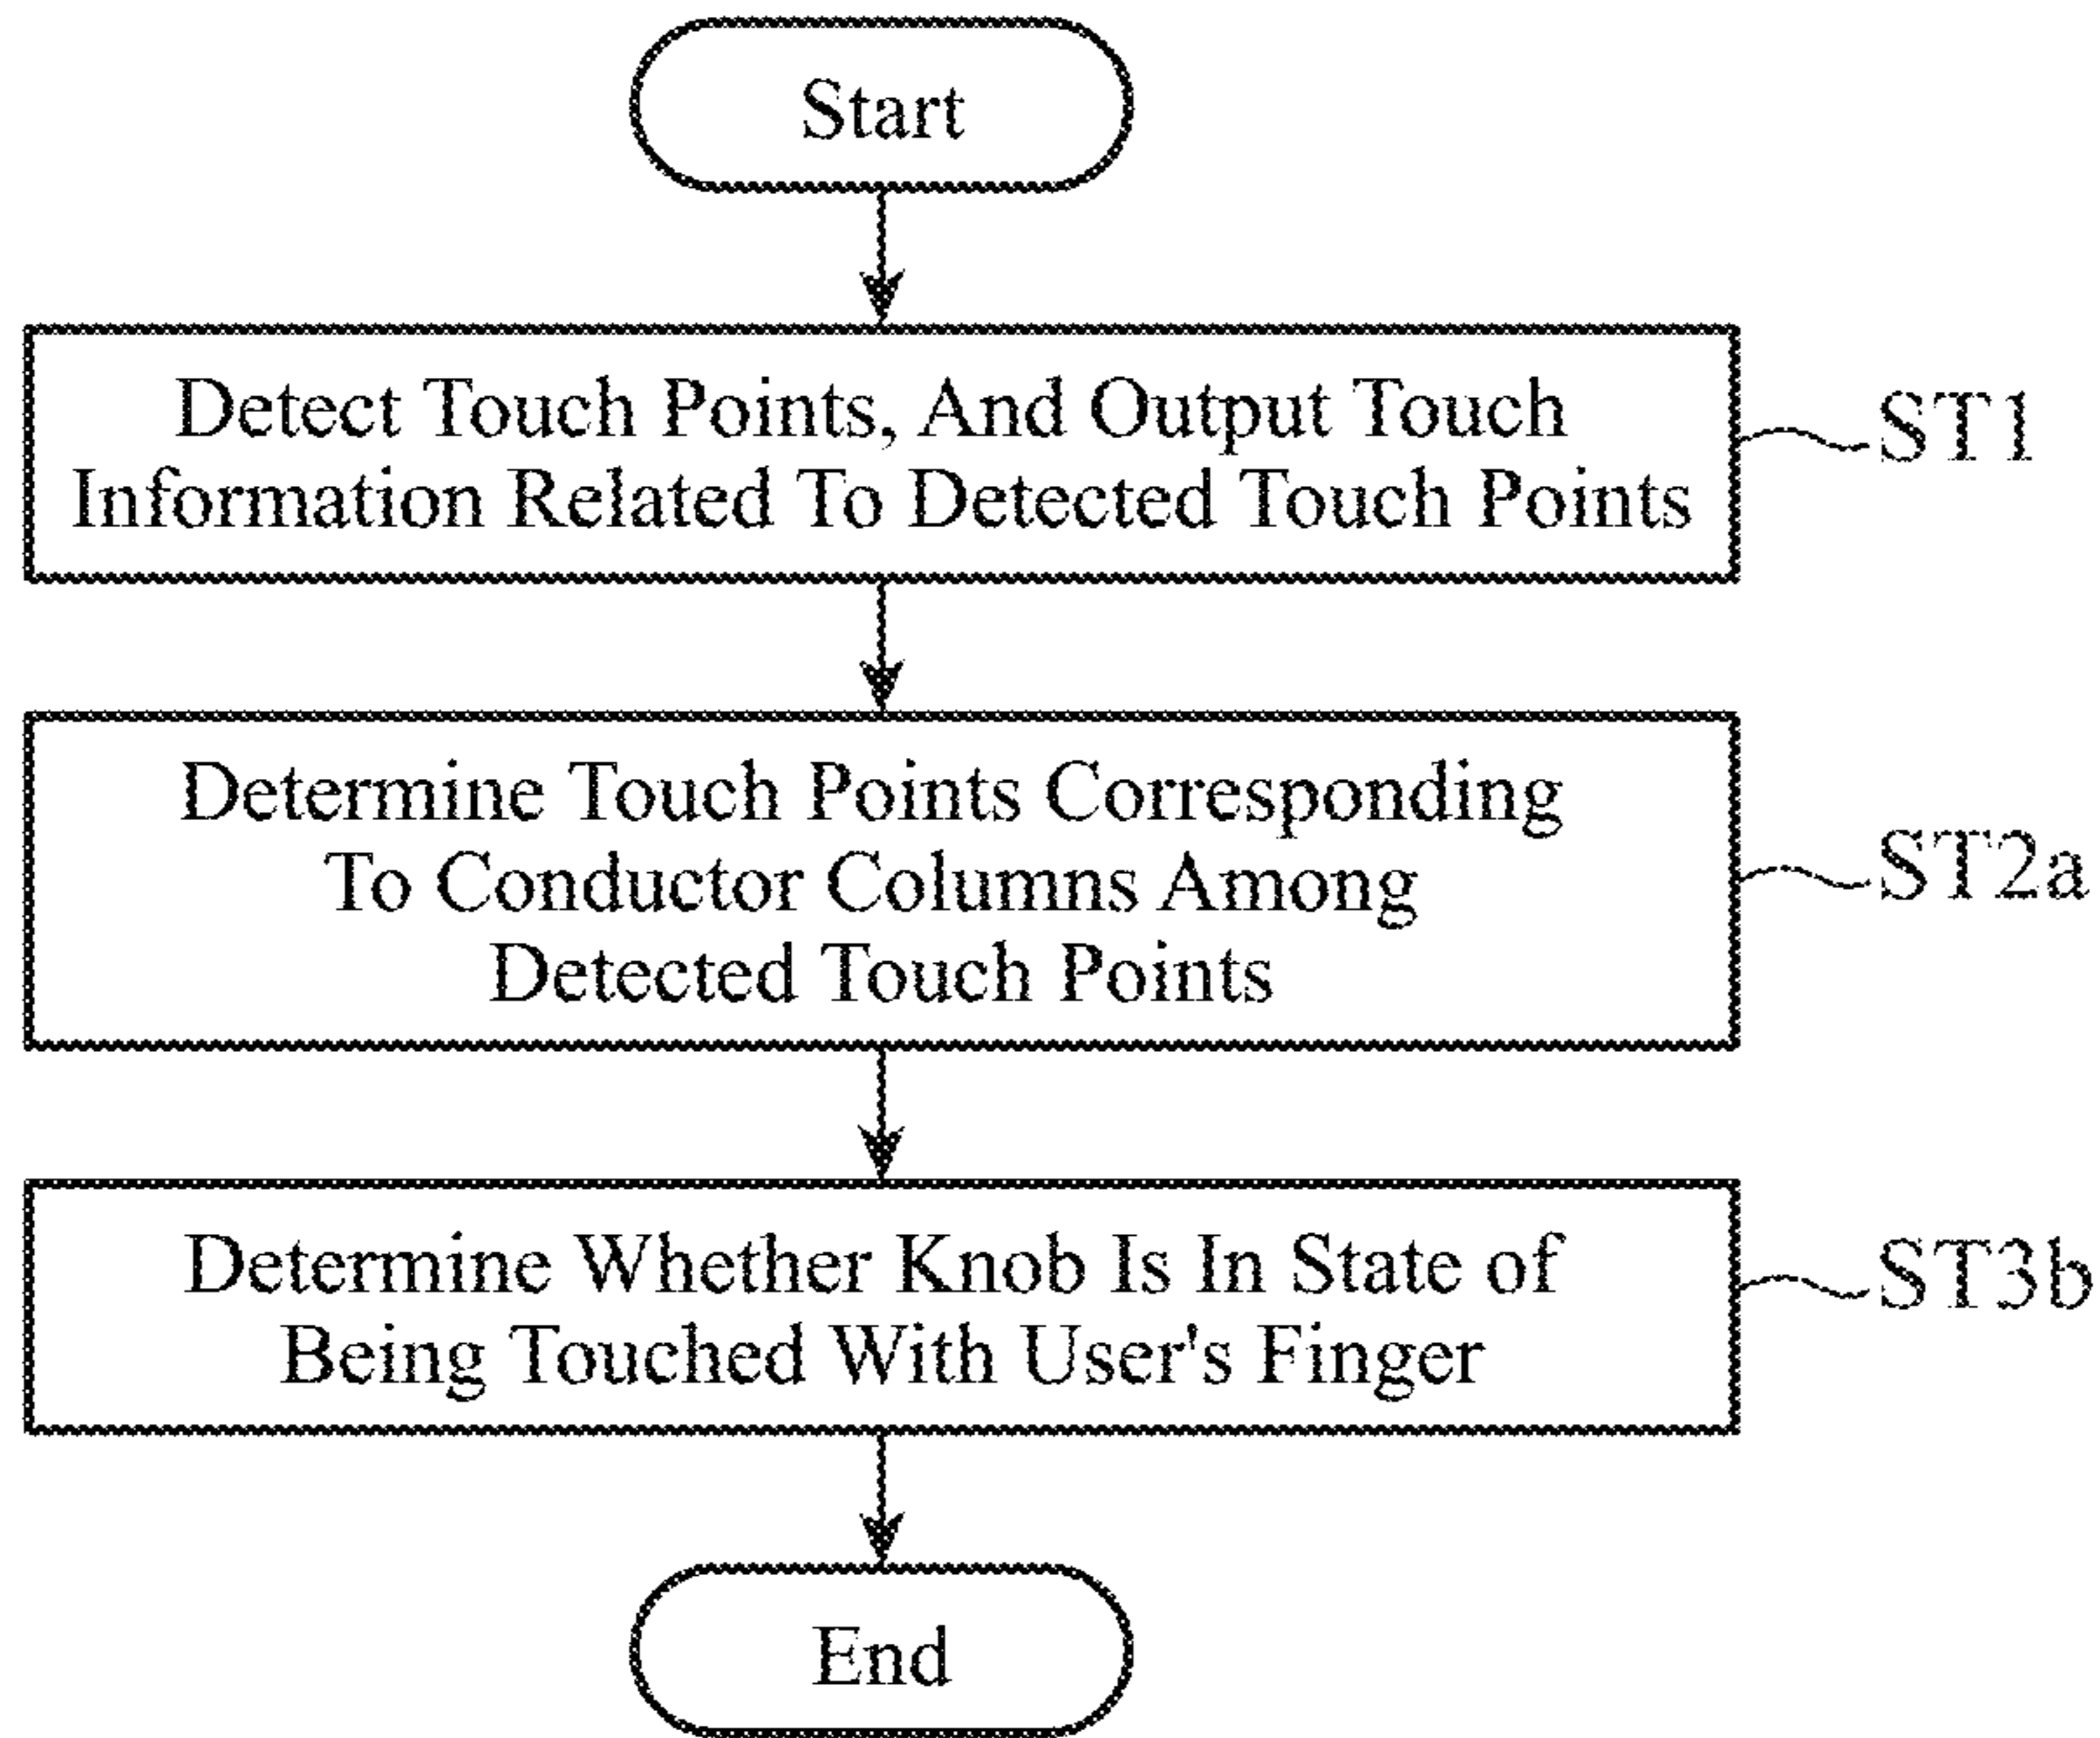 Start
Detect Touch Points, And Output Touch
Information Related To Detected Touch Points
ST1
Determine Touch Points Corresponding
To Conductor Columns Among
Detected Touch Points
ST2a
Determine Whether Knob Is In State of
Being Touched With User's Finger
ST3b
End